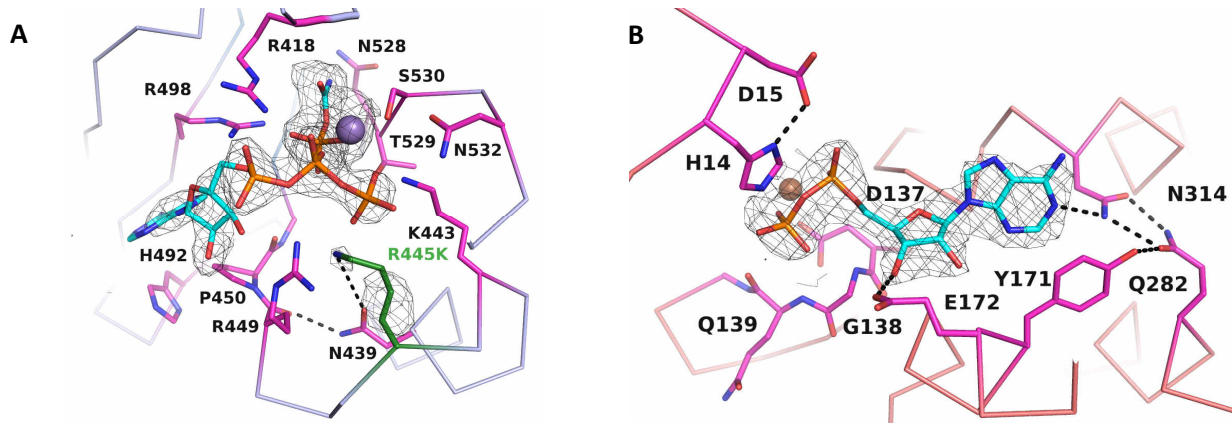 A
R418
N528
S530
R498
T529
N532
K443
H492
R445K
P450
R449
N439
B
D15
H14
D137
N314
Y171
Q282
E172
G138
Q139